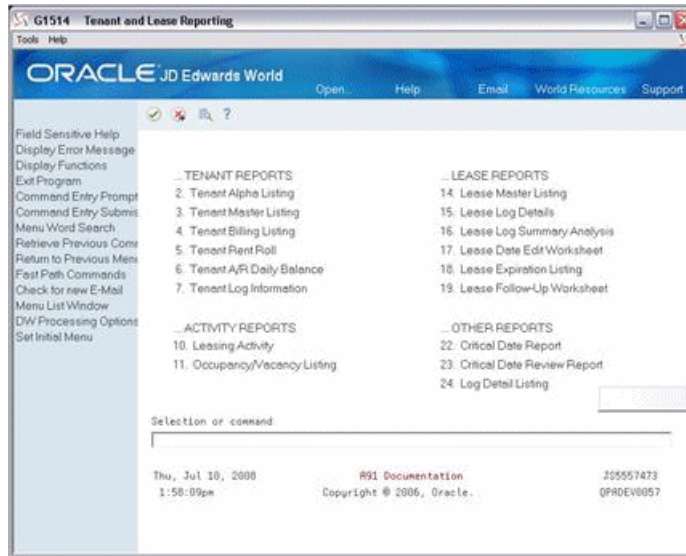 G1514 Tenant and Lease Reporting
Tools Help
ORACLE JD Edwards World
Open... Help Email World Resources Support
Field Sensitive Help
Display Error Message
Display Functions
Exit Program
Command Entry Prompt
Command Entry Submis
Menu Word Search
Retrieve Previous Com
Return to Previous Men
Fast Path Commands
Check for new E-Mail
Menu List Window
DW Processing Options
Set Initial Menu
... TENANT REPORTS
2. Tenant Alpha Listing
3. Tenant Master Listing
4. Tenant Billing Listing
5. Tenant Rent Roll
6. Tenant A/R Daily Balance
7. Tenant Log Information
... ACTIVITY REPORTS
10. Leasing Activity
11. Occupancy/Vacancy Listing
... LEASE REPORTS
14. Lease Master Listing
15. Lease Log Details
16. Lease Log Summary Analysis
17. Lease Date Edit Worksheet
18. Lease Expiration Listing
19. Lease Follow-Up Worksheet
... OTHER REPORTS
22. Critical Date Report
23. Critical Date Review Report
24. Log Detail Listing
Selection or command
Thu, Jul 10, 2008 A91 Documentation JS5557473
1:58:09pm Copyright © 2006, Oracle. QPADEV0057